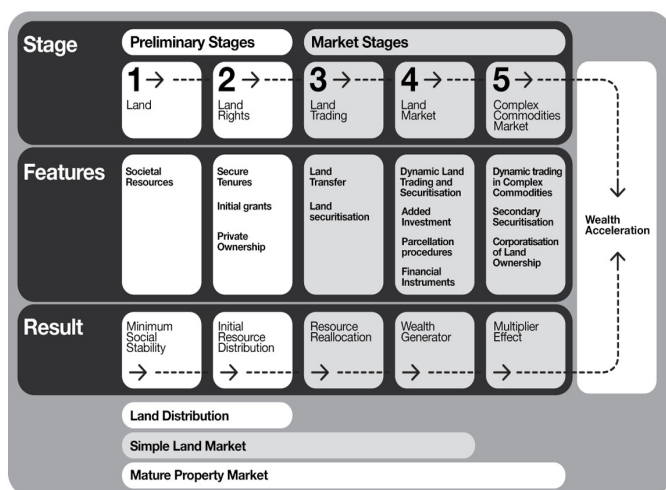 Stage
Preliminary Stages
Market Stages
1
Land
2
Land
Rights
3
Land
Trading
4
Land
Market
5
Complex
Commodities
Market
Features
Societal
Resources
Secure
Tenures
Initial grants
Private
Ownership
Land
Transfer
Land
securitisation
Dynamic Land
Trading and
Securitisation
Added
Investment
Parcellation
procedures
Financial
Instruments
Dynamic trading
in Complex
Commodities
Secondary
Securitisation
Corporatisation
of Land
Ownership
Wealth
Acceleration
Result
Minimum
Social
Stability
Initial
Resource
Distribution
Resource
Reallocation
Wealth
Generator
Multiplier
Effect
Land Distribution
Simple Land Market
Mature Property Market